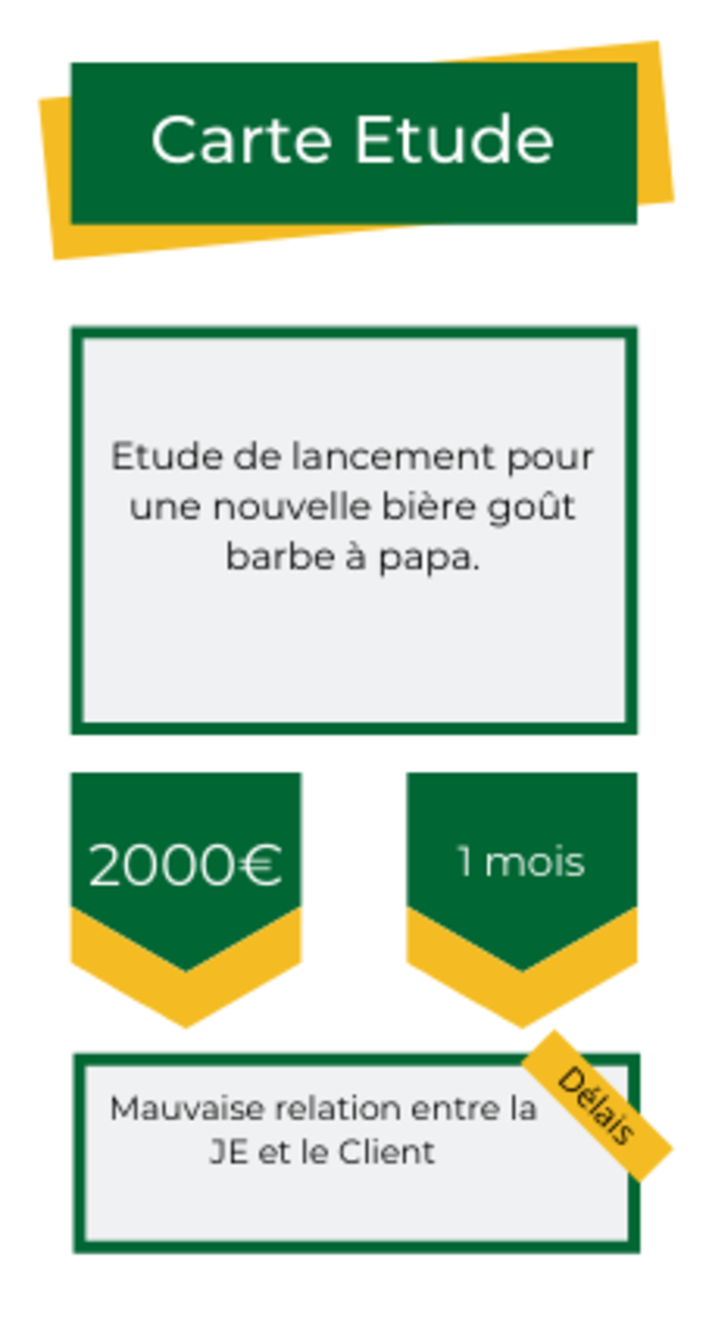 Carte Etude
Etude de lancement pour
une nouvelle bière goût
barbe à papa.
2000€
1 mois
Délais
Mauvaise relation entre la
JE et le Client